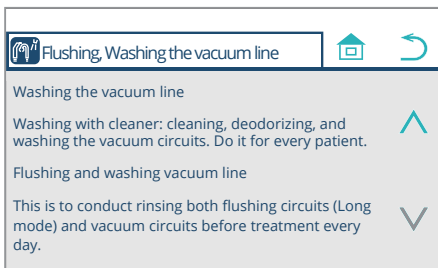 Flushing, Washing the vacuum line
Washing the vacuum line
Washing with cleaner: cleaning, deodorizing, and
washing the vacuum circuits. Do it for every patient.
Flushing and washing vacuum line
This is to conduct rinsing both flushing circuits (Long
mode) and vacuum circuits before treatment every
day.